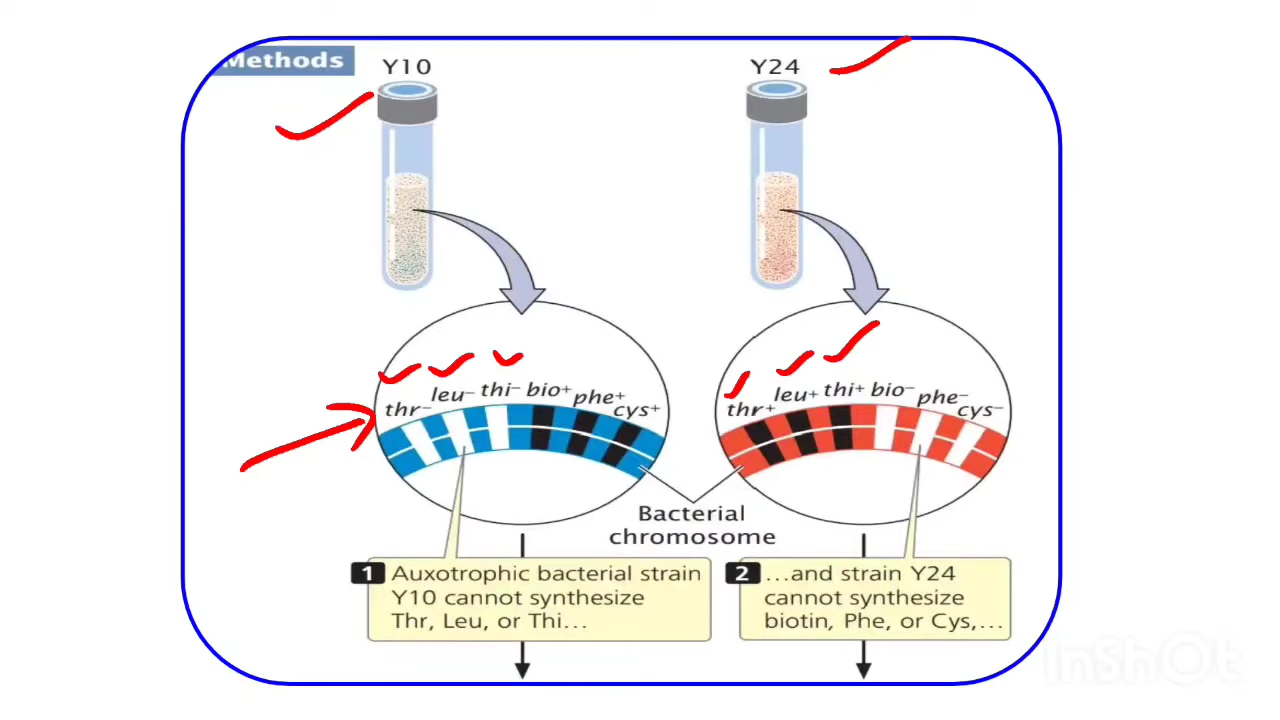 Methods
Y10
Y24
thr⁻ leu⁻ thi⁻ bio⁺ phe⁺ cys⁺
thr⁺ leu⁺ thi⁺ bio⁻ phe⁻ cys⁻
Bacterial
chromosome
1 Auxotrophic bacterial strain
Y10 cannot synthesize
Thr, Leu, or Thi…
2 …and strain Y24
cannot synthesize
biotin, Phe, or Cys,…
InShOt